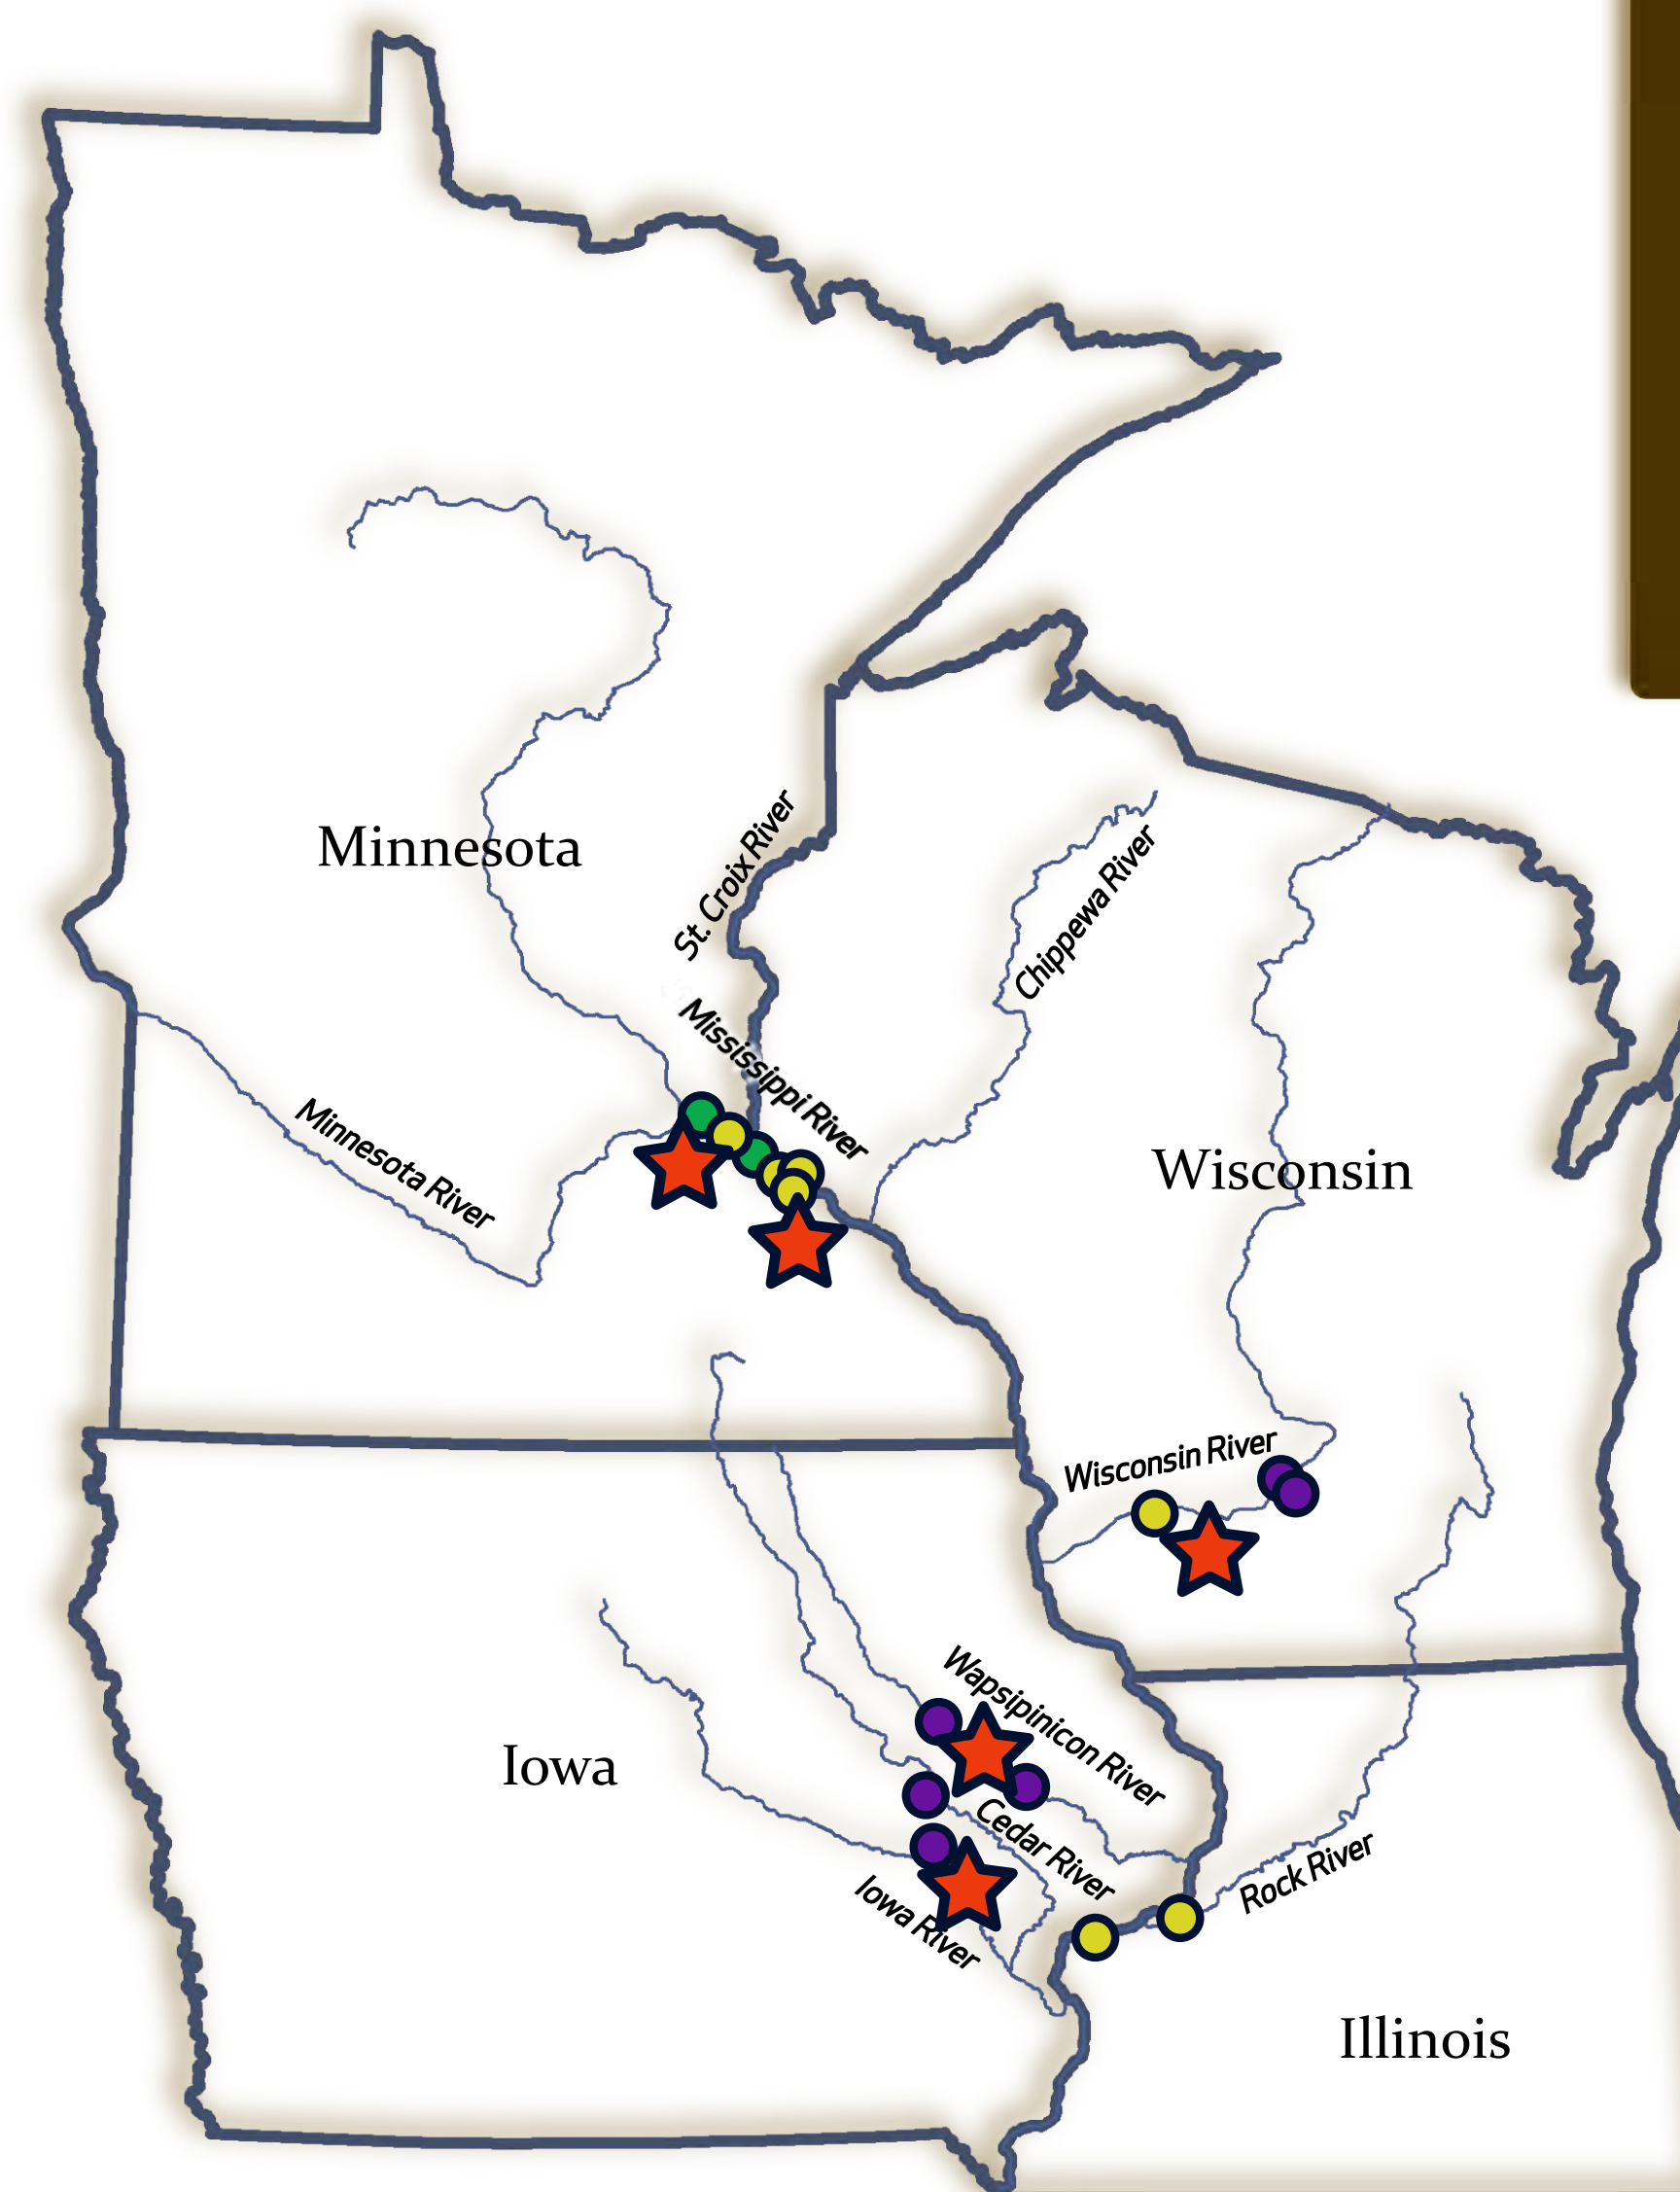 Minnesota
St. Croix River
Chippewa River
Mississippi River
Minnesota River
Wisconsin
Wisconsin River
Wapsipinicon River
Iowa
Cedar River
Rock River
Iowa River
Illinois